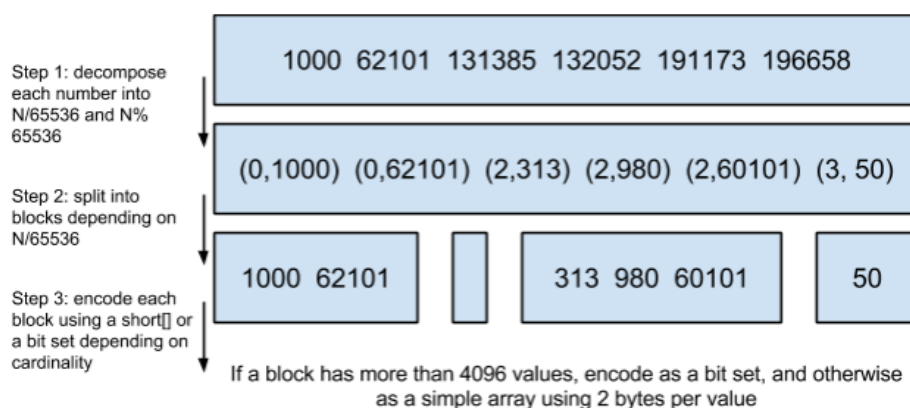 1000 62101 131385 132052 191173 196658
Step 1: decompose
each number into
N/65536 and N%
65536
(0,1000) (0,62101) (2,313) (2,980) (2,60101) (3, 50)
Step 2: split into
blocks depending on
N/65536
1000 62101
313 980 60101
50
Step 3: encode each
block using a short[] or
a bit set depending on
cardinality
If a block has more than 4096 values, encode as a bit set, and otherwise
as a simple array using 2 bytes per value